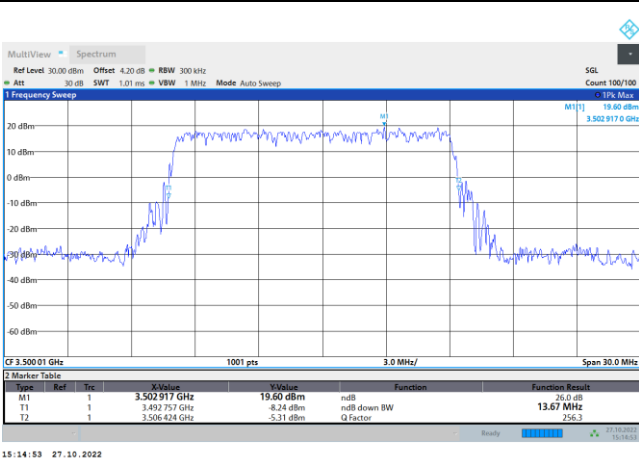 MultiView Spectrum
Ref Level 30.00 dBm Offset 4.20 dB RBW 300 kHz SGL
Att 30 dB SWT 1.01 ms VBW 1 MHz Mode Auto Sweep Count 100/100
1 Frequency Sweep 1Pk Max
M1[1] 19.60 dBm
3.502 917 0 GHz
M1
20 dBm
10 dBm
0 dBm
T1 T2
-10 dBm
-20 dBm
-30 dBm
-40 dBm
-50 dBm
-60 dBm
CF 3.500 01 GHz 1001 pts 3.0 MHz/ Span 30.0 MHz
2 Marker Table
Type Ref Trc X-Value Y-Value Function Function Result
M1 1 3.502 917 GHz 19.60 dBm ndB 26.0 dB
T1 1 3.492 757 GHz -8.24 dBm ndB down BW 13.67 MHz
T2 1 3.506 424 GHz -5.31 dBm Q Factor 256.3
Ready 27.10.2022
15:14:53
15:14:53 27.10.2022